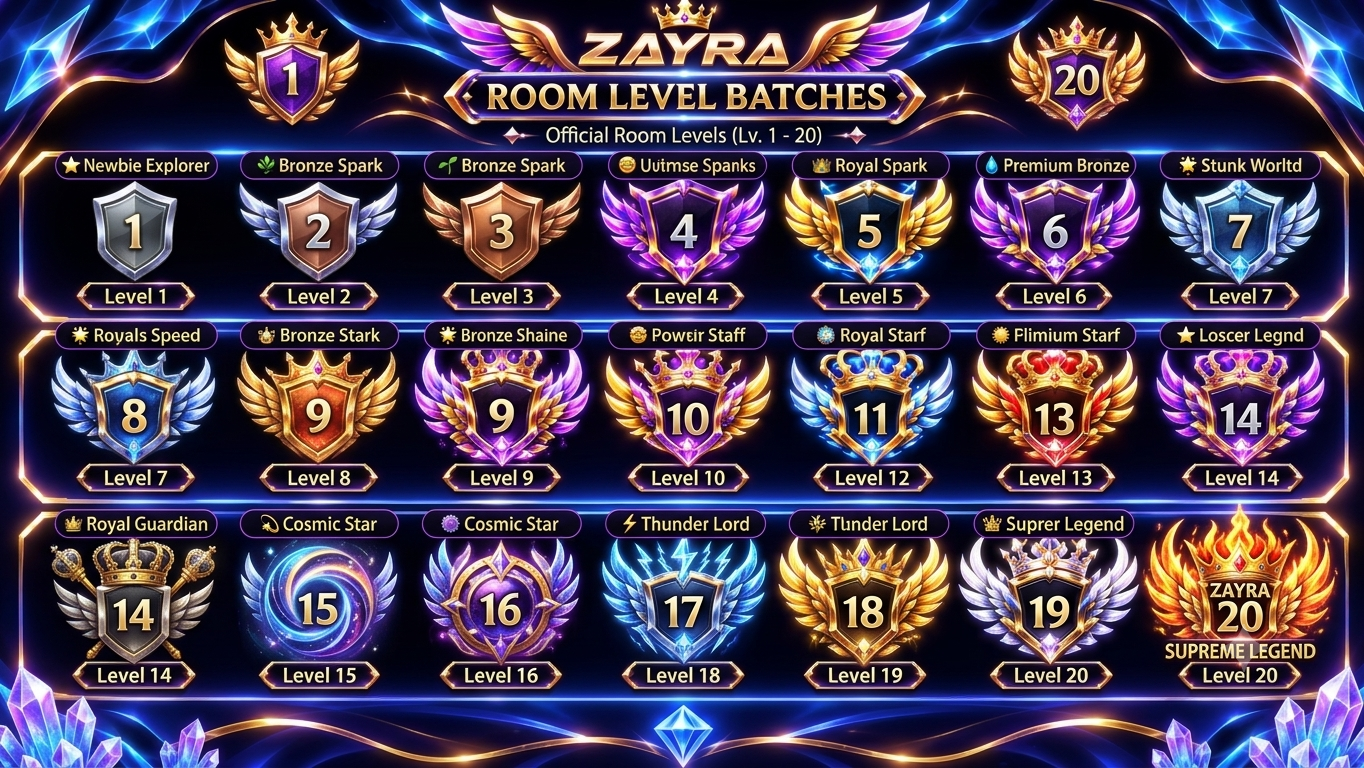 1
ZAYRA
20
ROOM LEVEL BATCHES
Official Room Levels (Lv. 1 - 20)
Newbie Explorer
Bronze Spark
Bronze Spark
Uutmse Spanks
Royal Spark
Premium Bronze
Stunk Worltd
1
2
3
4
5
6
7
Level 1
Level 2
Level 3
Level 4
Level 5
Level 6
Level 7
Royals Speed
Bronze Stark
Bronze Shaine
Powsir Staff
Royal Starf
Flimium Starf
Loscer Legnd
8
9
9
10
11
13
14
Level 7
Level 8
Level 9
Level 10
Level 12
Level 13
Level 14
Royal Guardian
Cosmic Star
Cosmic Star
Thunder Lord
Tlunder Lord
Suprer Legend
14
15
16
17
18
19
ZAYRA
20
SUPREME LEGEND
Level 14
Level 15
Level 16
Level 18
Level 19
Level 20
Level 20